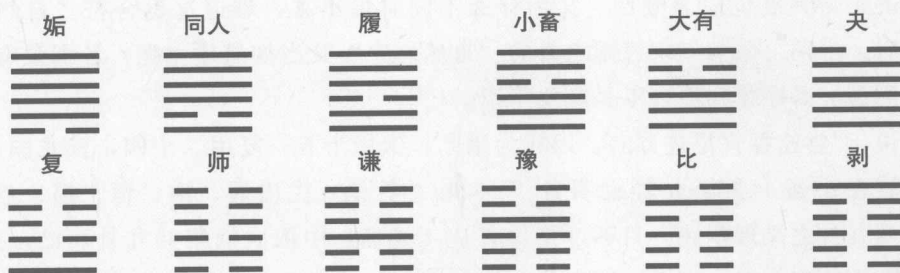 姤 同人 履 小畜 大有 夬
复 师 谦 豫 比 剥